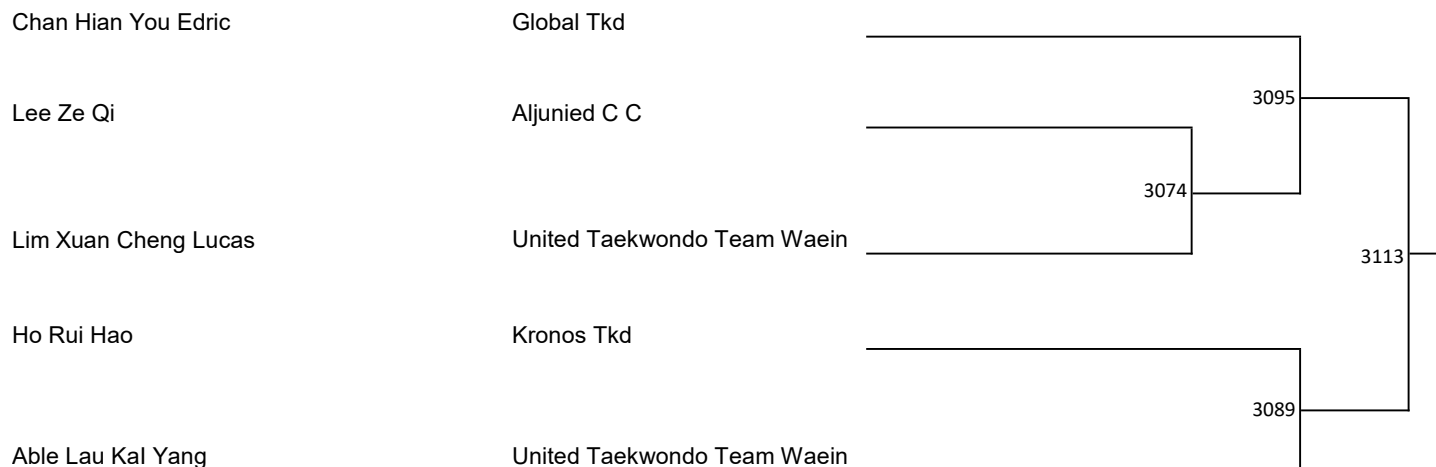 Chan Hian You Edric Global Tkd
3095
Lee Ze Qi Aljunied C C
3074
Lim Xuan Cheng Lucas United Taekwondo Team Waein
3113
Ho Rui Hao Kronos Tkd
3089
Able Lau KaI Yang United Taekwondo Team Waein